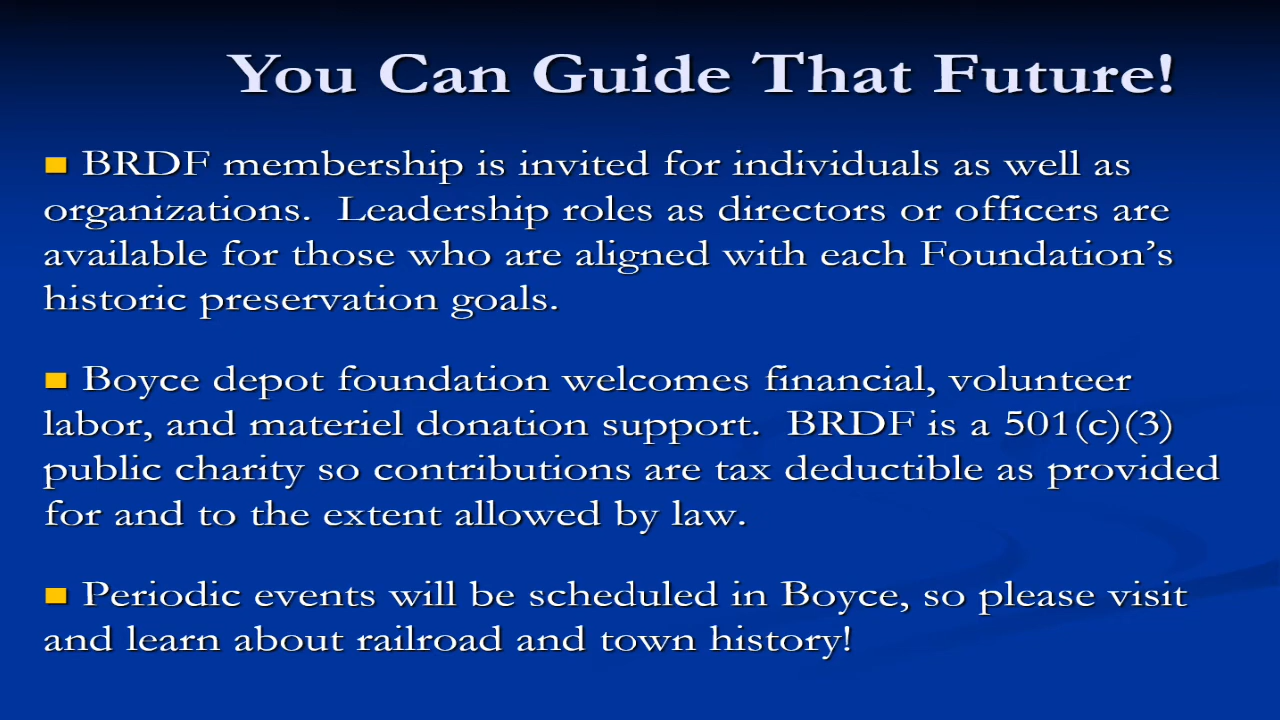 You Can Guide That Future!
BRDF membership is invited for individuals as well as
organizations.  Leadership roles as directors or officers are
available for those who are aligned with each Foundation’s
historic preservation goals.
Boyce depot foundation welcomes financial, volunteer
labor, and materiel donation support.  BRDF is a 501(c)(3)
public charity so contributions are tax deductible as provided
for and to the extent allowed by law.
Periodic events will be scheduled in Boyce, so please visit
and learn about railroad and town history!